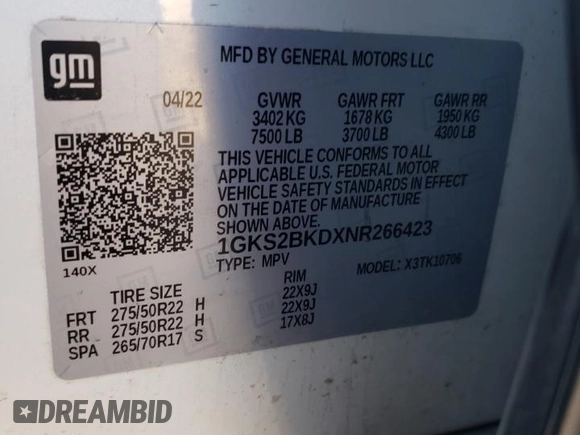 gm
MFD BY GENERAL MOTORS LLC
04/22 GVWR GAWR FRT GAWR RR
3402 KG 1678 KG 1950 KG
7500 LB 3700 LB 4300 LB
THIS VEHICLE CONFORMS TO ALL
APPLICABLE U.S. FEDERAL MOTOR
VEHICLE SAFETY STANDARDS IN EFFECT
ON THE DATE OF MANUFACTURE
SHOWN ABOVE.
1GKS2BKDXNR266423
140X TYPE: MPV MODEL: X3TK10706
TIRE SIZE RIM
FRT 275/50R22 H 22X9J
RR 275/50R22 H 22X9J
SPA 265/70R17 S 17X8J
DREAMBID